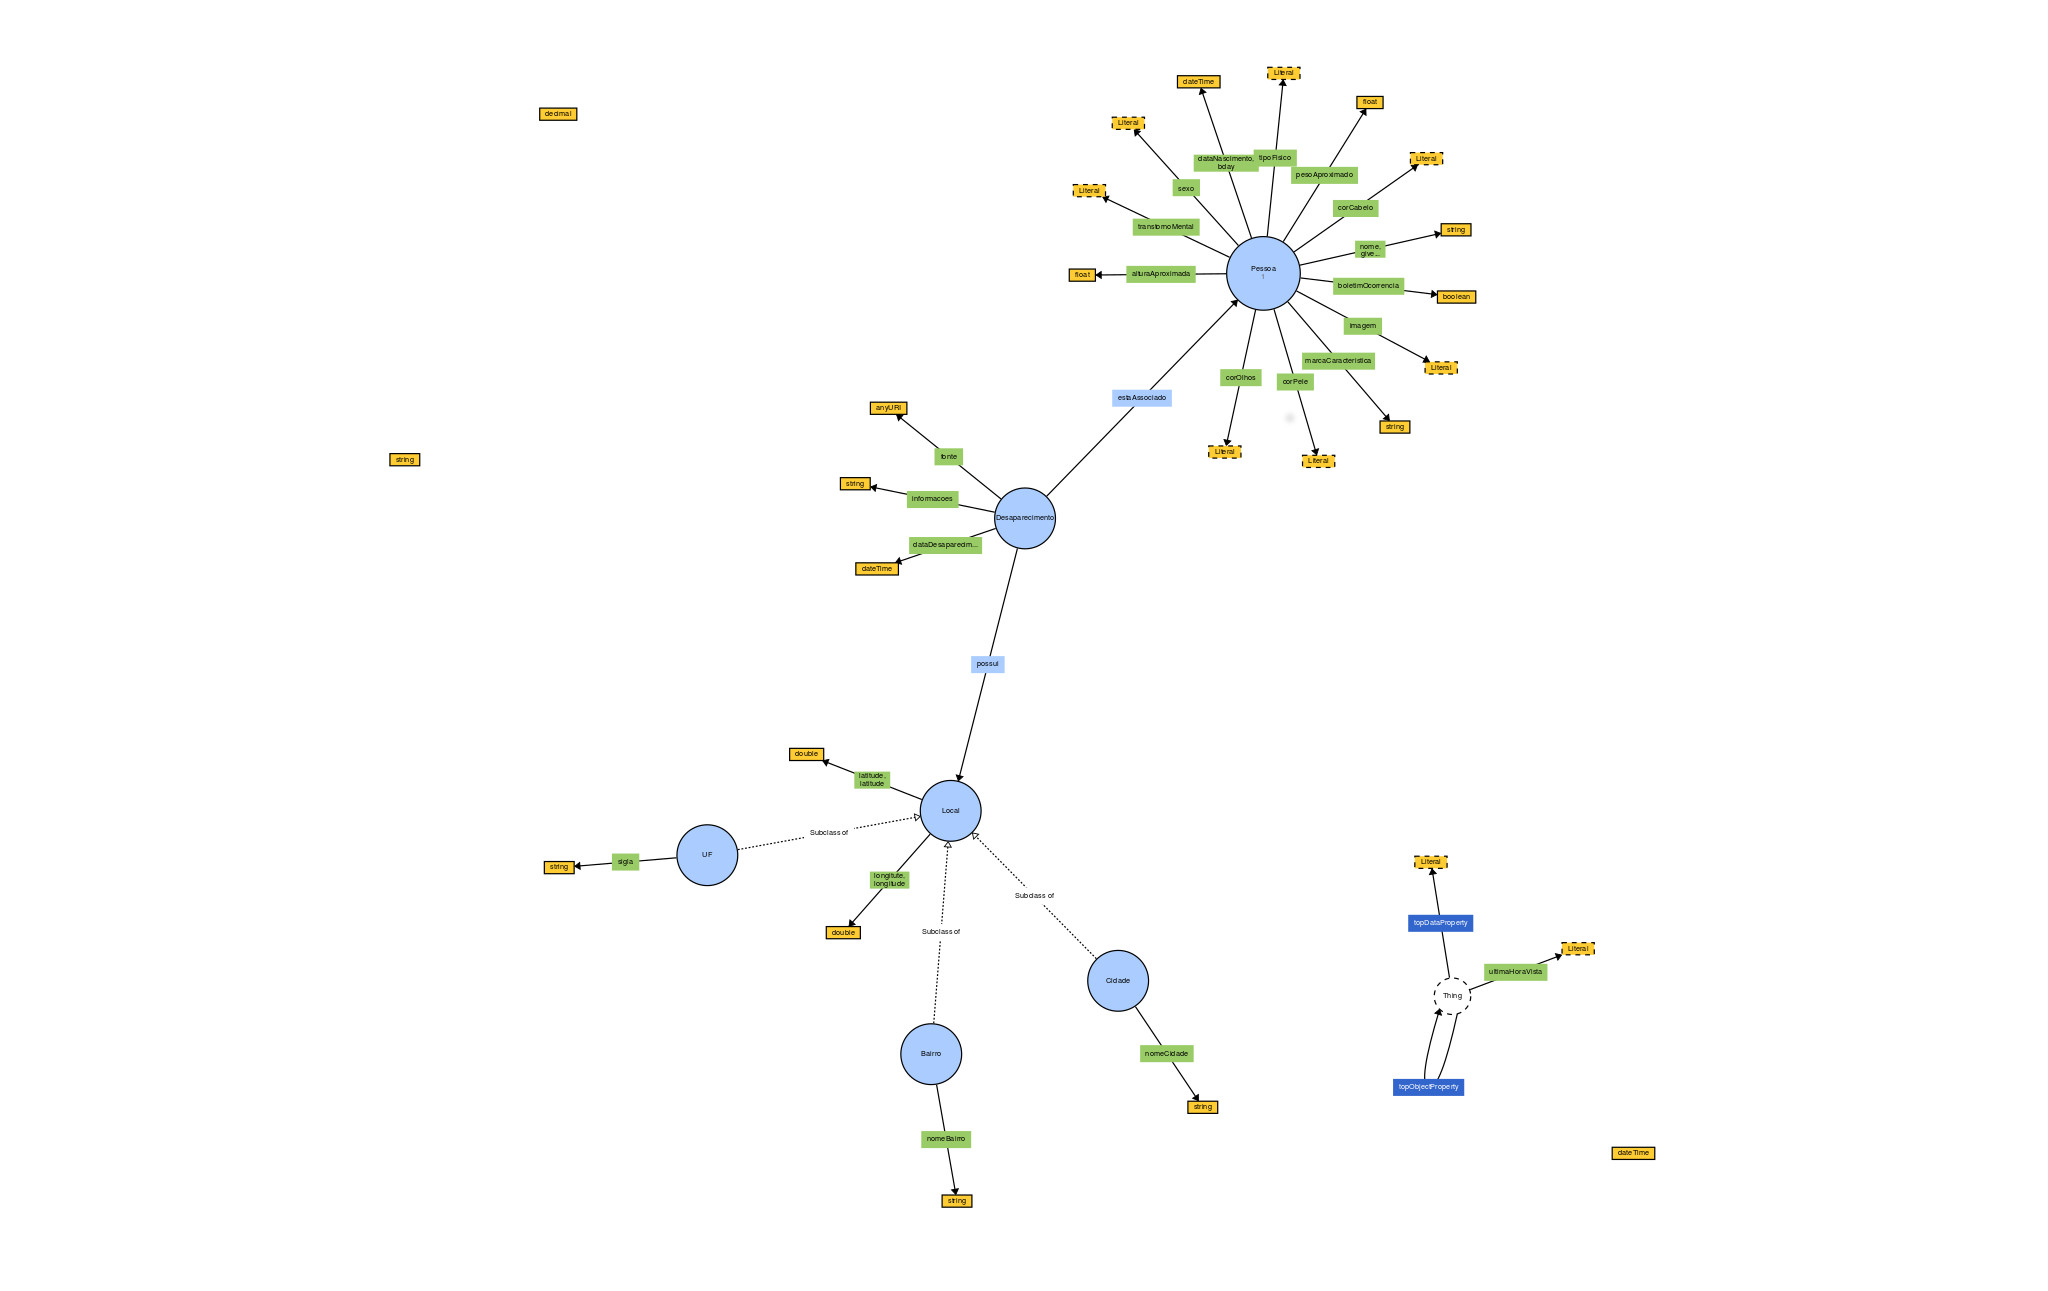 Literal
dateTime
float
decimal
Literal
Literal
dataNascimento,
bday
tipoFisico
pesoAproximado
sexo
Literal
corCabelo
transtornoMental
string
nome,
give...
Pessoa
1
float
alturaAproximada
boletimOcorrencia
boolean
imagem
marcaCaracteristica
Literal
corOlhos
corPele
estaAssociado
anyURI
string
Literal
Literal
fonte
string
string
informacoes
Desaparecimento
dataDesaparecim...
dateTime
possui
double
latitude,
latitude
Local
Subclass of
UF
sigla
string
Literal
longitute,
longitude
Subclass of
topDataProperty
Subclass of
double
Literal
ultimaHoraVista
Cidade
Thing
Bairro
nomeCidade
topObjectProperty
string
nomeBairro
dateTime
string